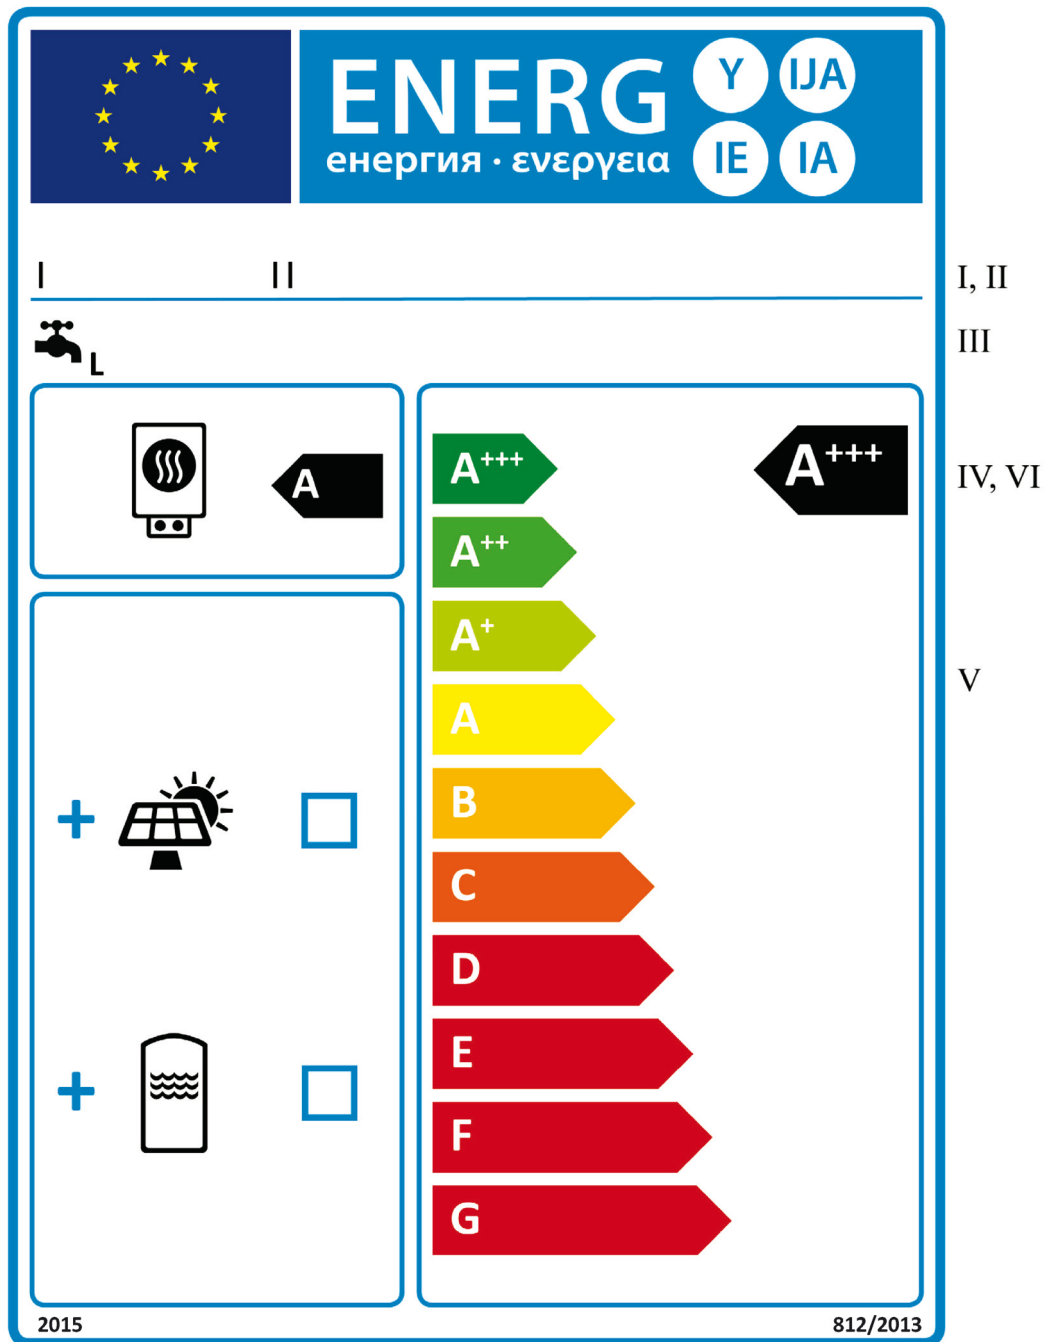 ENERG Y IJA
енергия · ενεργεια IE IA
I II I, II
L III
A A+++ A+++ IV, VI
A++
A+
A V
B
C
D
E
F
G
2015 812/2013